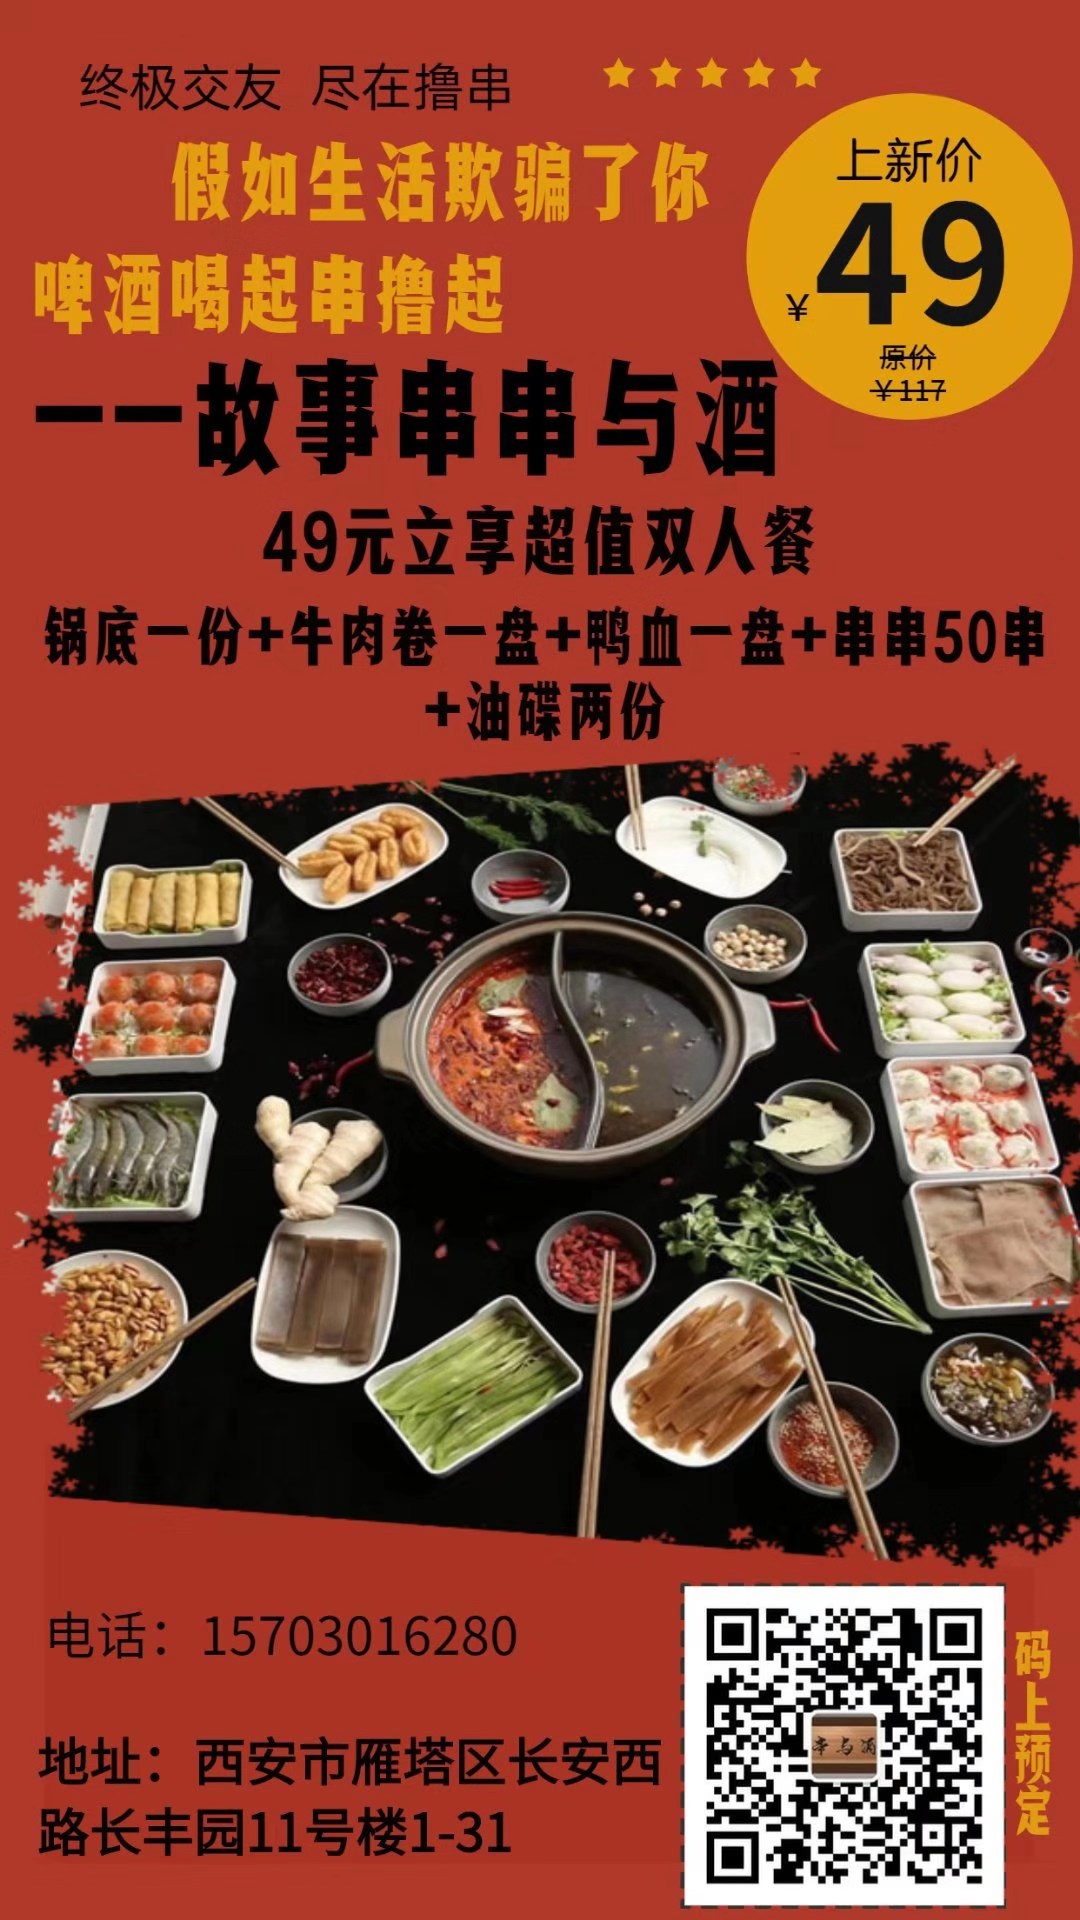 终极交友 尽在撸串
假如生活欺骗了你
啤酒喝起串撸起
一一故事串串与酒
上新价
¥49
原价
¥117
49元立享超值双人餐
锅底一份+牛肉卷一盘+鸭血一盘+串串50串
+油碟两份
电话：15703016280
地址：西安市雁塔区长安西
路长丰园11号楼1-31
码上预定
串与酒